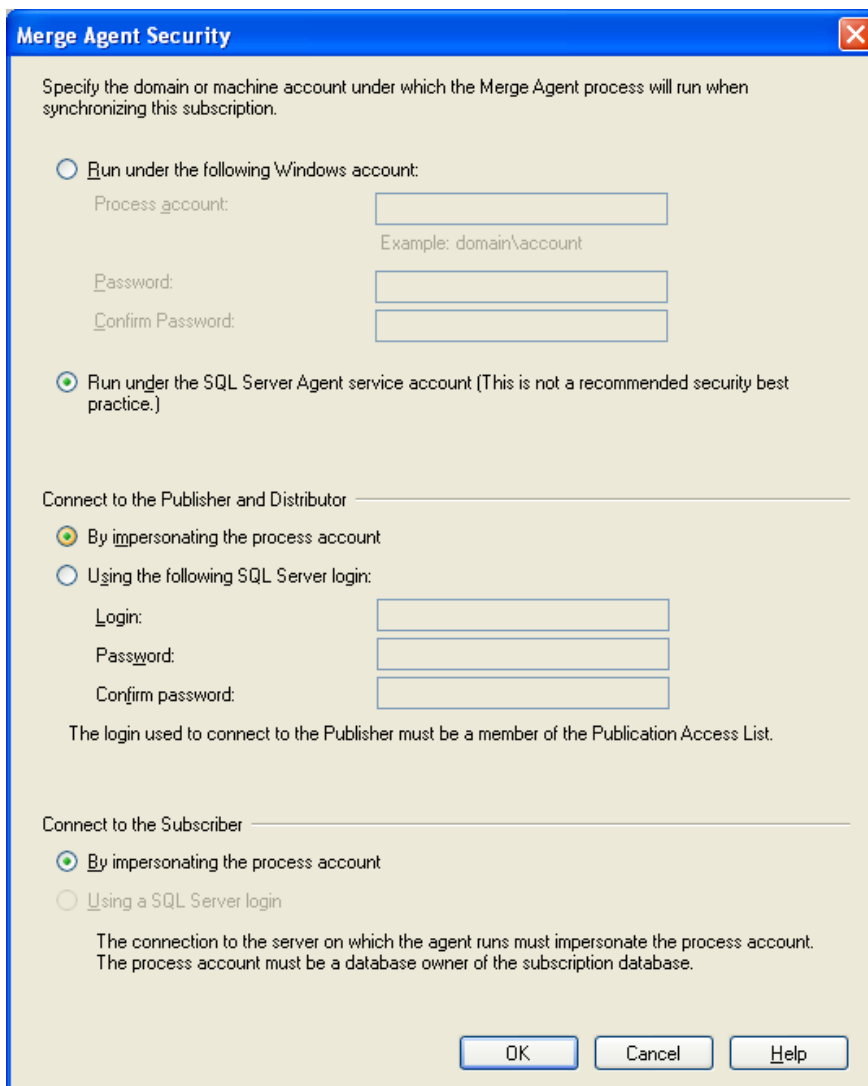 Merge Agent Security
Specify the domain or machine account under which the Merge Agent process will run when
synchronizing this subscription.
Run under the following Windows account:
Process account:
Example: domain\account
Password:
Confirm Password:
Run under the SQL Server Agent service account (This is not a recommended security best
practice.)
Connect to the Publisher and Distributor
By impersonating the process account
Using the following SQL Server login:
Login:
Password:
Confirm password:
The login used to connect to the Publisher must be a member of the Publication Access List.
Connect to the Subscriber
By impersonating the process account
Using a SQL Server login
The connection to the server on which the agent runs must impersonate the process account.
The process account must be a database owner of the subscription database.
OK Cancel Help